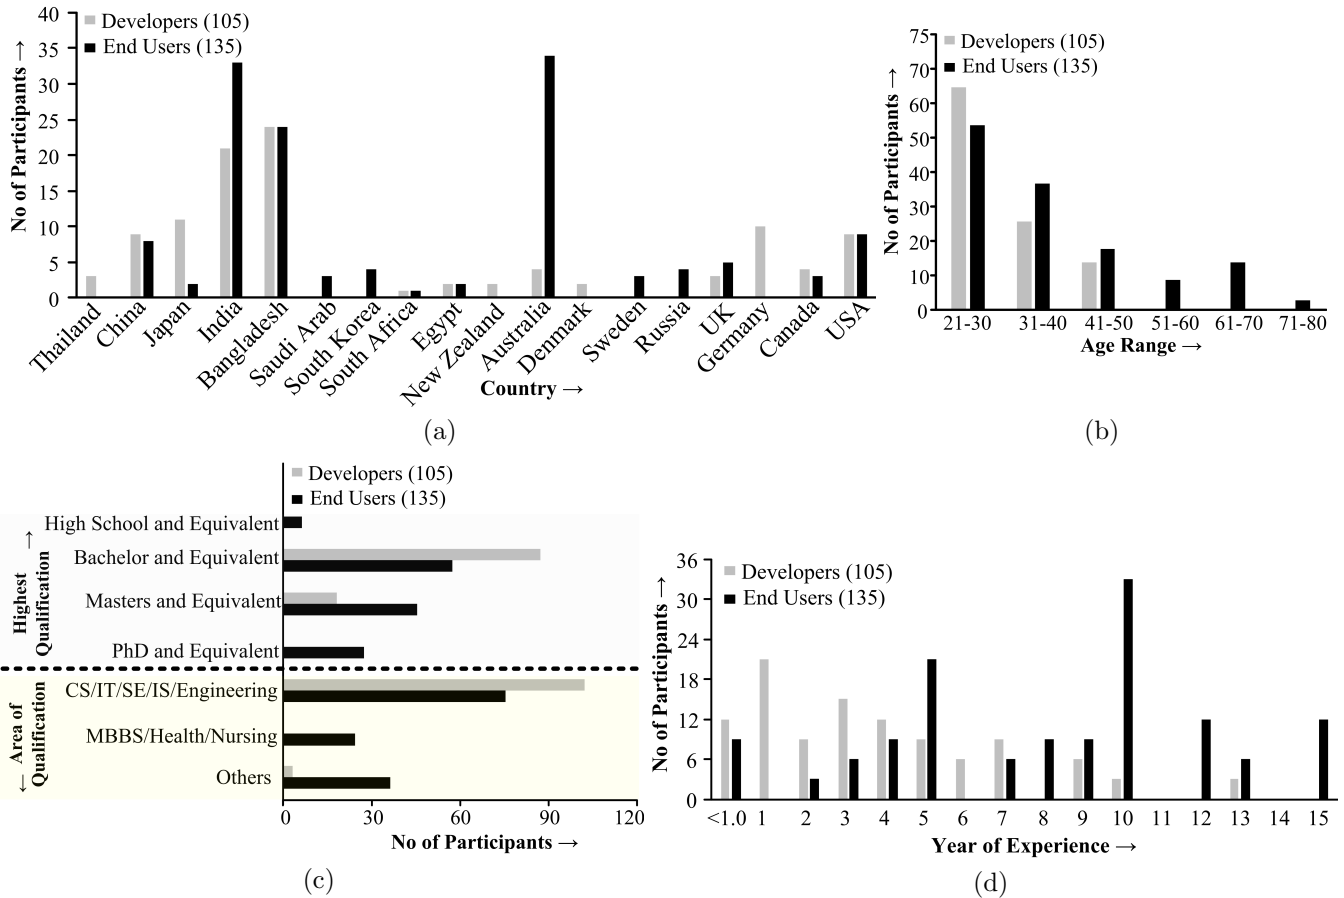 No of Participants →
40
35
30
25
20
15
10
5
0
Developers (105)
End Users (135)
Thailand
China
Japan
India
Bangladesh
Saudi Arab
South Korea
South Africa
Egypt
New Zealand
Australia
Denmark
Sweden
Russia
UK
Germany
Canada
USA
Country →
(a)
No of Participants →
75
70
60
50
40
30
20
10
0
Developers (105)
End Users (135)
21-30
31-40
41-50
51-60
61-70
71-80
Age Range →
(b)
Developers (105)
End Users (135)
Highest →
Qualification
High School and Equivalent
Bachelor and Equivalent
Masters and Equivalent
PhD and Equivalent
← Area of
Qualification
CS/IT/SE/IS/Engineering
MBBS/Health/Nursing
Others
0 30 60 90 120
No of Participants →
(c)
No of Participants →
36
30
24
18
12
6
0
Developers (105)
End Users (135)
<1.0 1 2 3 4 5 6 7 8 9 10 11 12 13 14 15
Year of Experience →
(d)